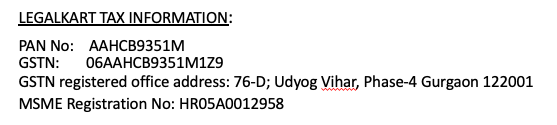 LEGALKART TAX INFORMATION:
PAN No: AAHCB9351M
GSTN: 06AAHCB9351M1Z9
GSTN registered office address: 76-D; Udyog Vihar, Phase-4 Gurgaon 122001
MSME Registration No: HR05A0012958